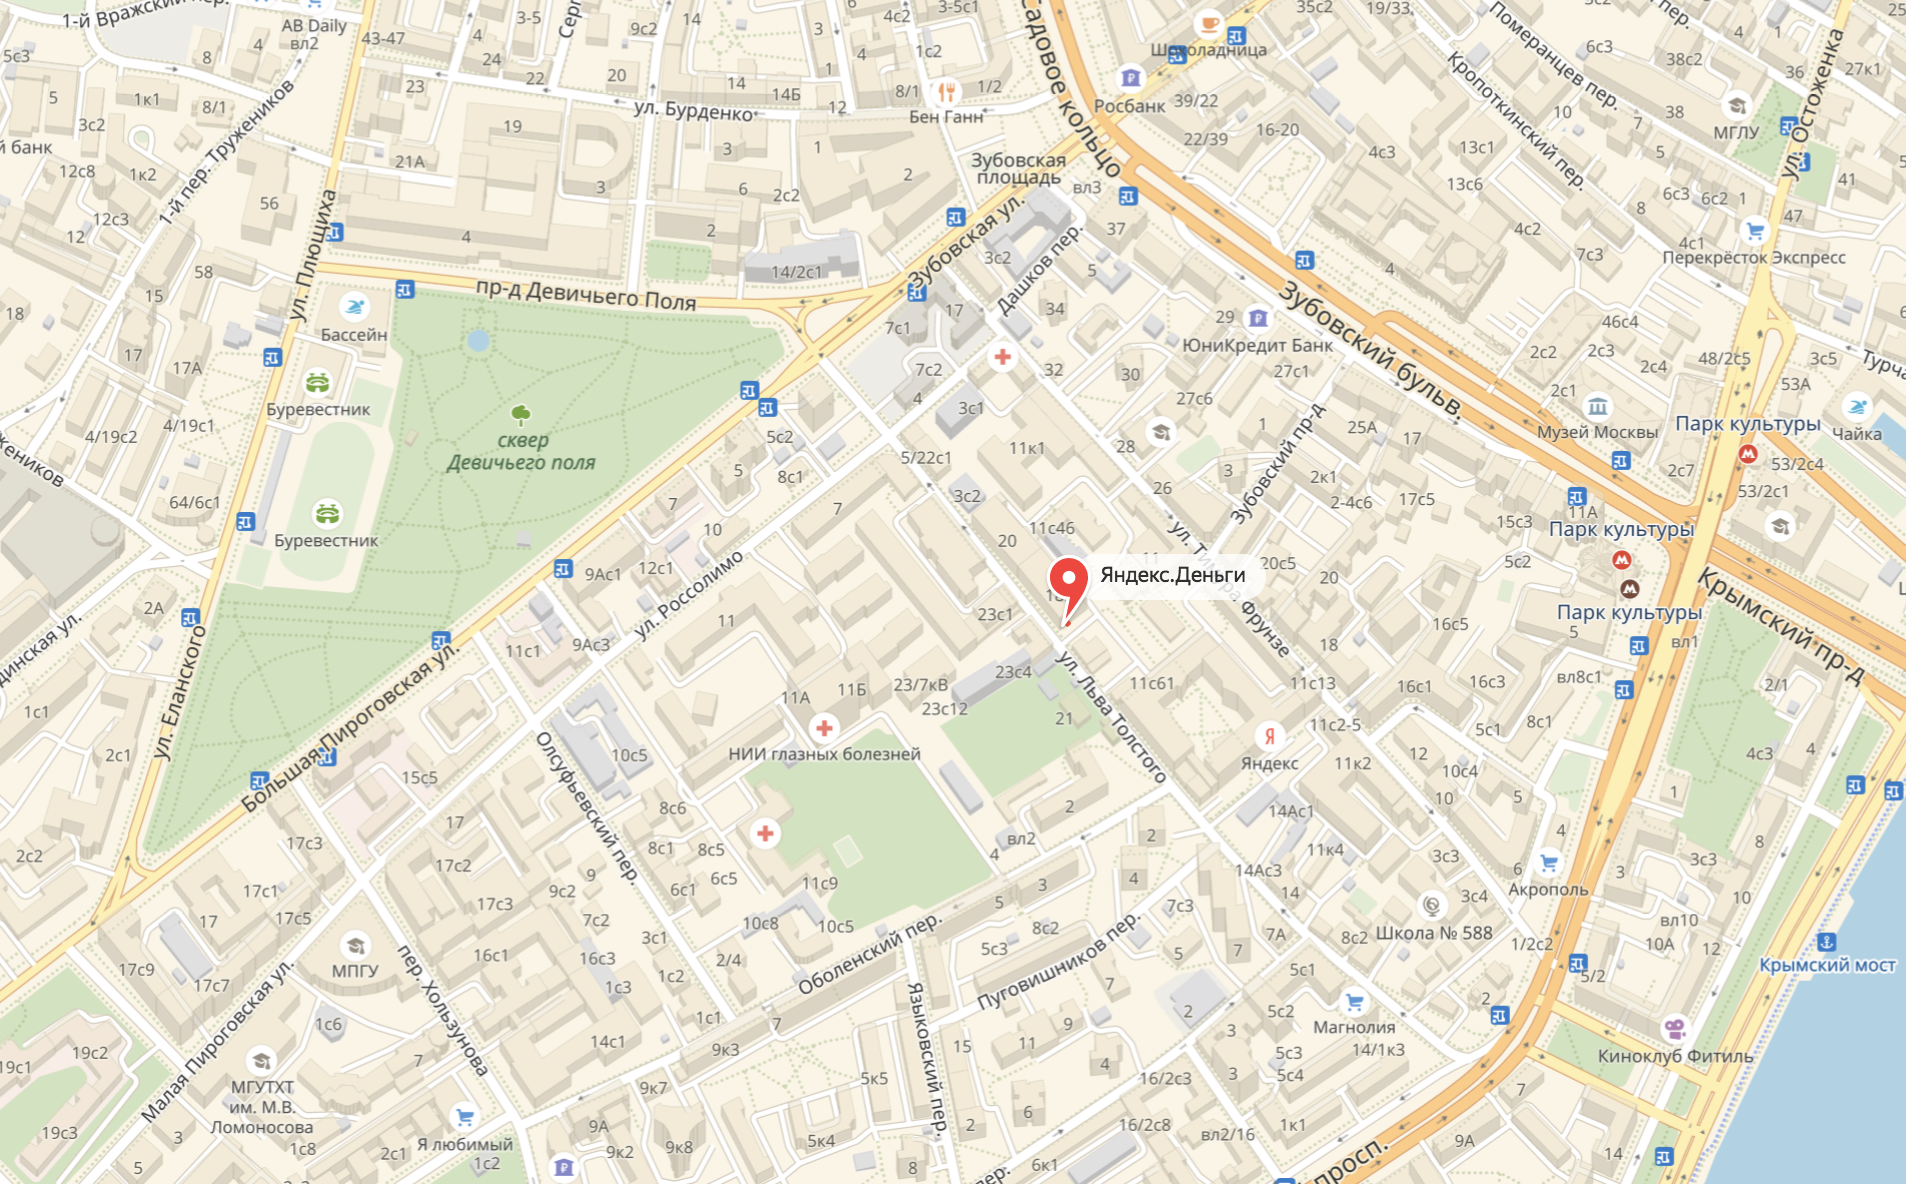 1-й Вражский пер.
AB Daily
вл2
43-47
3-5
9с2
14
3
4с2
3-5с1
1с2
Садовое кольцо
Шоколадница
35с2
19/33
Померанцев пер.
6с3
38с2
36
27к1
5с3
8
4
24
22
20
23
14
14Б
12
1
4
8/1
1/2
Росбанк
39/22
Кропоткинский пер.
10
38
МГЛУ
ул. Остоженка
5
1к1
8/1
3с2
1-й пер. Тружеников
ул. Бурденко
Бен Ганн
22/39
16-20
4с3
13с1
7
5
й банк
12с8
1к2
19
21А
3
3
1
2
Зубовская
площадь
вл3
13с6
6с3
6с2
1
41
47
12с3
12
56
6
2с2
37
8
4с2
7с3
4с1
Перекрёсток Экспресс
ул. Плющиха
4
2
14/2с1
Зубовская ул.
3с2
Дашков пер.
5
4
58
15
18
пр-д Девичьего Поля
17
34
29
ЮниКредит Банк
Зубовский бульв.
46с4
Бассейн
7с1
7с2
32
30
27с1
2с2
2с3
2с4
48/2с5
3с5
17
17А
Буревестник
4
3с1
27с6
2с1
Музей Москвы
53А
Парк культуры
Чайка
4/19с2
4/19с1
сквер
Девичьего поля
5с2
5
8с1
5/22с1
11к1
28
3
Зубовский пр-д
25А
17
2с7
53/2с4
53/2с1
64/6с1
Буревестник
7
10
7
3с2
26
2к1
2-4с6
17с5
15с3
11А
Парк культуры
20
11с46
ул. Тимура Фрунзе
20с5
20
5с2
Яндекс.Деньги
9Ас1
12с1
ул. Россолимо
23с1
Парк культуры
Крымский пр-д
2А
11
9Ас3
11с1
16с5
5
вл1
18
ул. Еланского
Большая Пироговская ул.
11А
11Б
23/7кВ
23с12
23с4
ул. Льва Толстого
11с61
11с13
16с1
16с3
вл8с1
2/1
1с1
2с1
НИИ глазных болезней
21
Яндекс
11с2-5
5с1
8с1
Олсуфьевский пер.
10с5
15с5
11к2
12
10с4
10
5
4с3
4
1
8с6
17
17с3
2
14Ас1
2с2
17с2
8с1
8с5
вл2
2
11к4
3с3
6
4
Акрополь
8
3с3
17с1
9
9с2
6с1
6с5
11с9
4
3
4
14Ас3
14
3с4
10
17
17с5
17с3
7с2
3с1
10с8
10с5
Оболенский пер.
5
8с2
7с3
7А
8с2
Школа № 588
вл10
10А
12
МПГУ
пер. Хользунова
16с1
16с3
2/4
5с3
Пуговишников пер.
5
7
1/2с2
Крымский мост
17с9
17с7
1с2
1с3
7
5с1
5с2
2
Магнолия
5/2
2
Малая Пироговская ул.
1с6
1с1
7
Языковский пер.
9
14/1к3
Киноклуб Фитиль
19с2
19с1
14с1
9к3
15
11
3
5с3
5с4
МГУТХТ
им. М.В.
Ломоносова
7
9к7
5к5
4
16/2с3
3
7
19с3
3
1с8
2с1
Я любимый
1с2
9А
9к2
9к8
5к4
6
2
16/2с8
вл2/16
1к1
9А
14
5
8
пер.
6к1
просп.